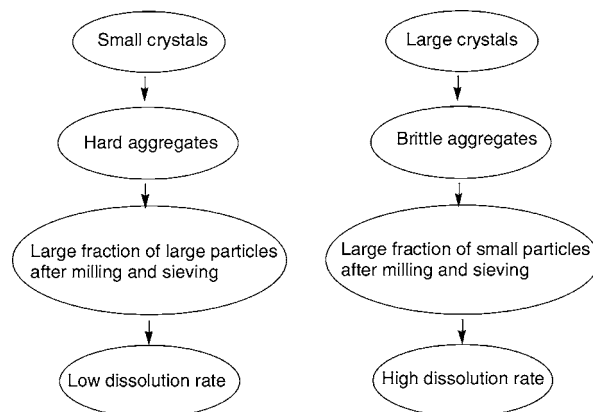 Small crystals
Hard aggregates
Large fraction of large particles
after milling and sieving
Low dissolution rate
Large crystals
Brittle aggregates
Large fraction of small particles
after milling and sieving
High dissolution rate